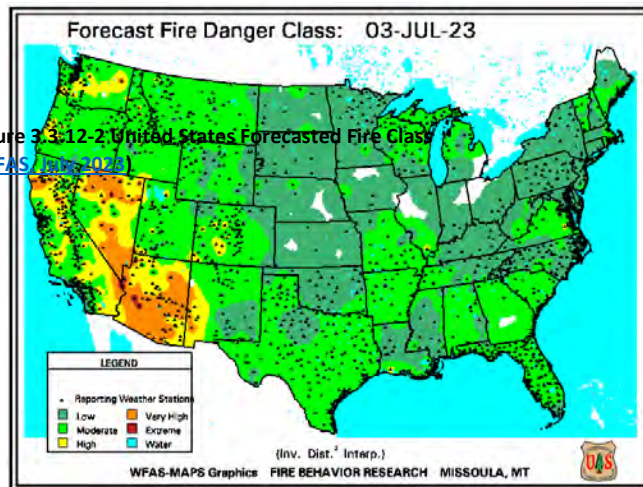 Forecast Fire Danger Class: 03-JUL-23
ure 3.3.12-2 United States Forecasted Fire Class
FAS, July 2023)
LEGEND
Reporting Weather Stations
Low
Very High
Moderate
Extreme
High
Water
(Inv. Dist.² Interp.)
WFAS-MAPS Graphics FIRE BEHAVIOR RESEARCH MISSOULA, MT